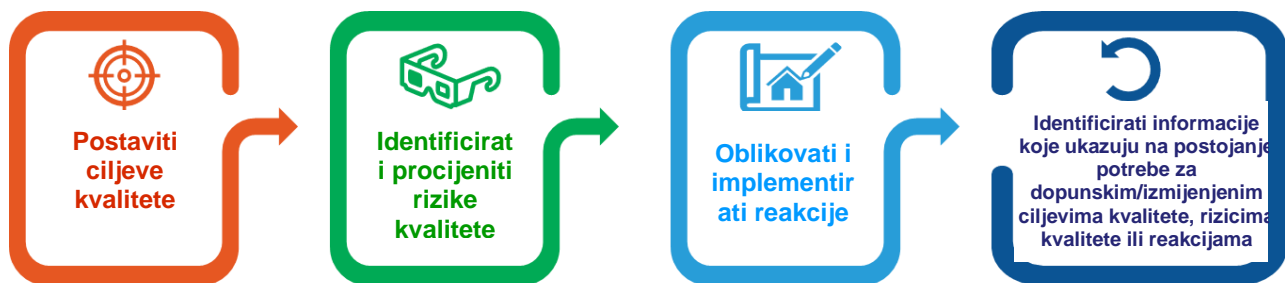 Postaviti
ciljeve
kvalitete
Identificirat
i procijeniti
rizike
kvalitete
Oblikovati i
implementir
ati reakcije
Identificirati informacije
koje ukazuju na postojanje
potrebe za
dopunskim/izmijenjenim
ciljevima kvalitete, rizicima
kvalitete ili reakcijama